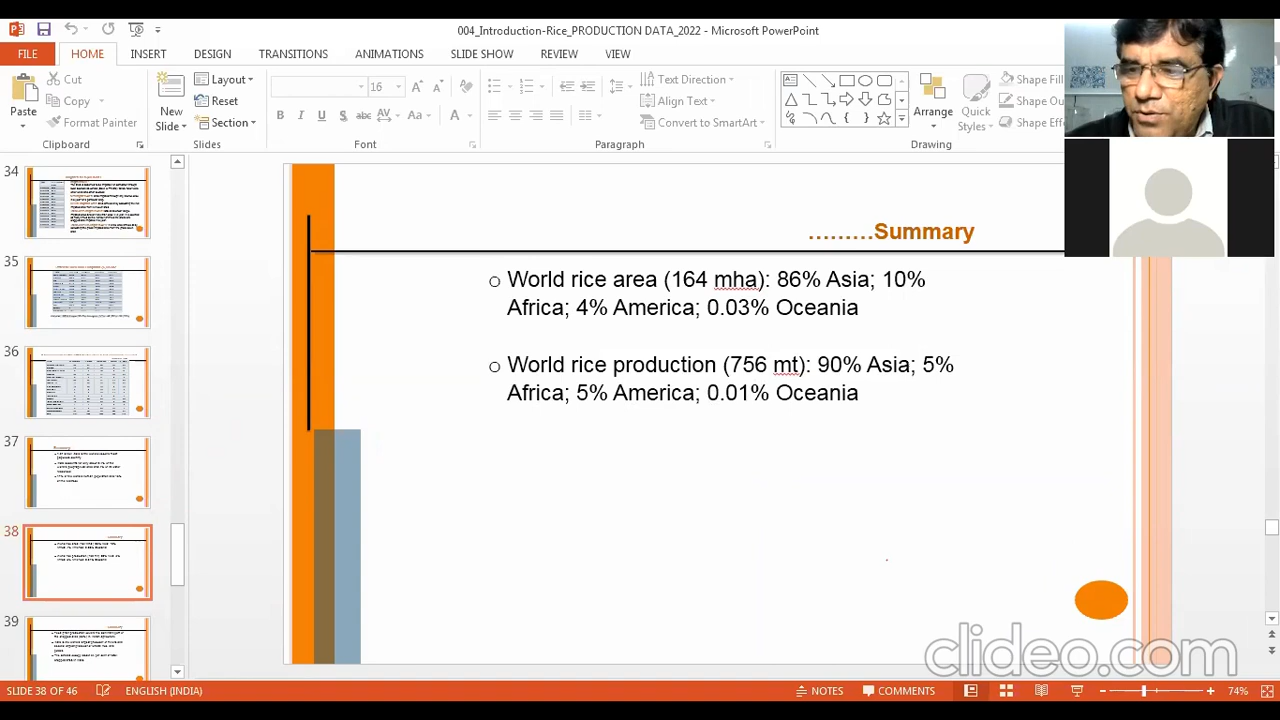 004_Introduction-Rice_PRODUCTION DATA_2022 - Microsoft PowerPoint
FILE HOME INSERT DESIGN TRANSITIONS ANIMATIONS SLIDE SHOW REVIEW VIEW
Cut
Copy
Format Painter
Paste
Clipboard
New
Slide
Layout
Reset
Section
Slides
16
B I U S abc AV Aa A
Font
Text Direction
Align Text
Convert to SmartArt
Paragraph
Arrange
Quick
Styles
Shape Fill
Shape Ou
Shape Effe
Drawing
34
35
36
37
38
39
.........Summary
World rice area (164 mha): 86% Asia; 10%
Africa; 4% America; 0.03% Oceania
World rice production (756 mt): 90% Asia; 5%
Africa; 5% America; 0.01% Oceania
clideo.com
SLIDE 38 OF 46 ENGLISH (INDIA) NOTES COMMENTS 74%